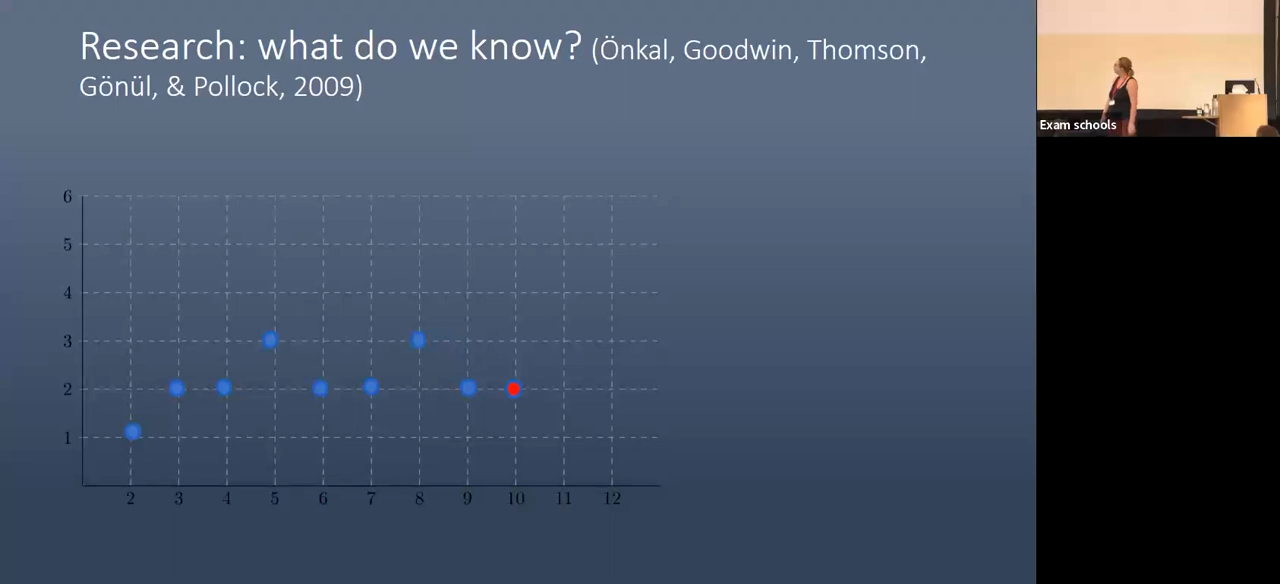 Research: what do we know? (Önkal, Goodwin, Thomson,
Gönül, & Pollock, 2009)
Exam schools
6
5
4
3
2
1
2 3 4 5 6 7 8 9 10 11 12